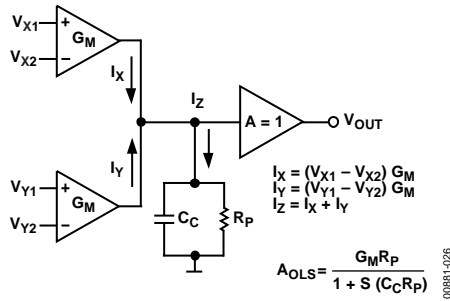 V_X1
+
G_M
V_X2
−
I_X
I_Z
A = 1
V_OUT
I_Y
V_Y1
+
G_M
V_Y2
−
C_C
R_P
I_X = (V_X1 − V_X2) G_M
I_Y = (V_Y1 − V_Y2) G_M
I_Z = I_X + I_Y
A_OLS = G_M R_P
1 + S (C_C R_P)
00881-026